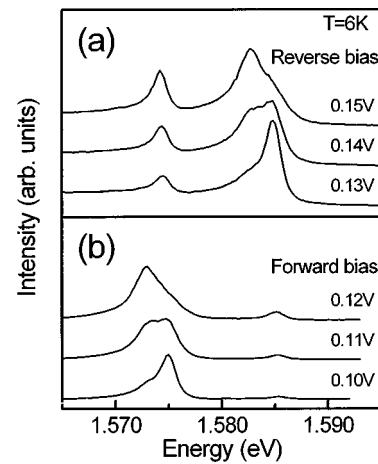 T=6K
(a)
Reverse bias
0.15V
0.14V
0.13V
Intensity (arb. units)
(b)
Forward bias
0.12V
0.11V
0.10V
1.570 1.580 1.590
Energy (eV)